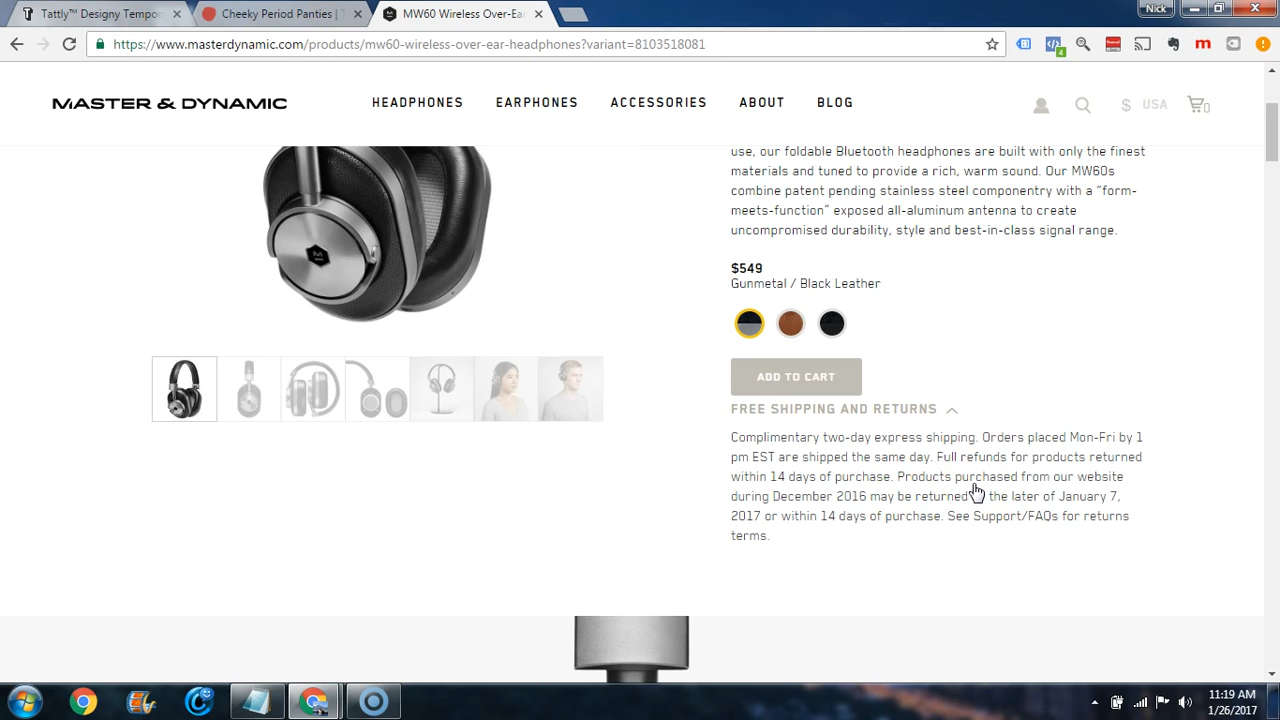 Tattly™ Designy Tempora
Cheeky Period Panties | T
MW60 Wireless Over-Ear
Nick
https://www.masterdynamic.com/products/mw60-wireless-over-ear-headphones?variant=8103518081
4
m
MASTER & DYNAMIC
HEADPHONES EARPHONES ACCESSORIES ABOUT BLOG
$ USA 0
use, our foldable Bluetooth headphones are built with only the finest
materials and tuned to provide a rich, warm sound. Our MW60s
combine patent pending stainless steel componentry with a "form-
meets-function" exposed all-aluminum antenna to create
uncompromised durability, style and best-in-class signal range.
$549
Gunmetal / Black Leather
ADD TO CART
FREE SHIPPING AND RETURNS
Complimentary two-day express shipping. Orders placed Mon-Fri by 1
pm EST are shipped the same day. Full refunds for products returned
within 14 days of purchase. Products purchased from our website
during December 2016 may be returned the later of January 7,
2017 or within 14 days of purchase. See Support/FAQs for returns
terms.
11:19 AM
1/26/2017